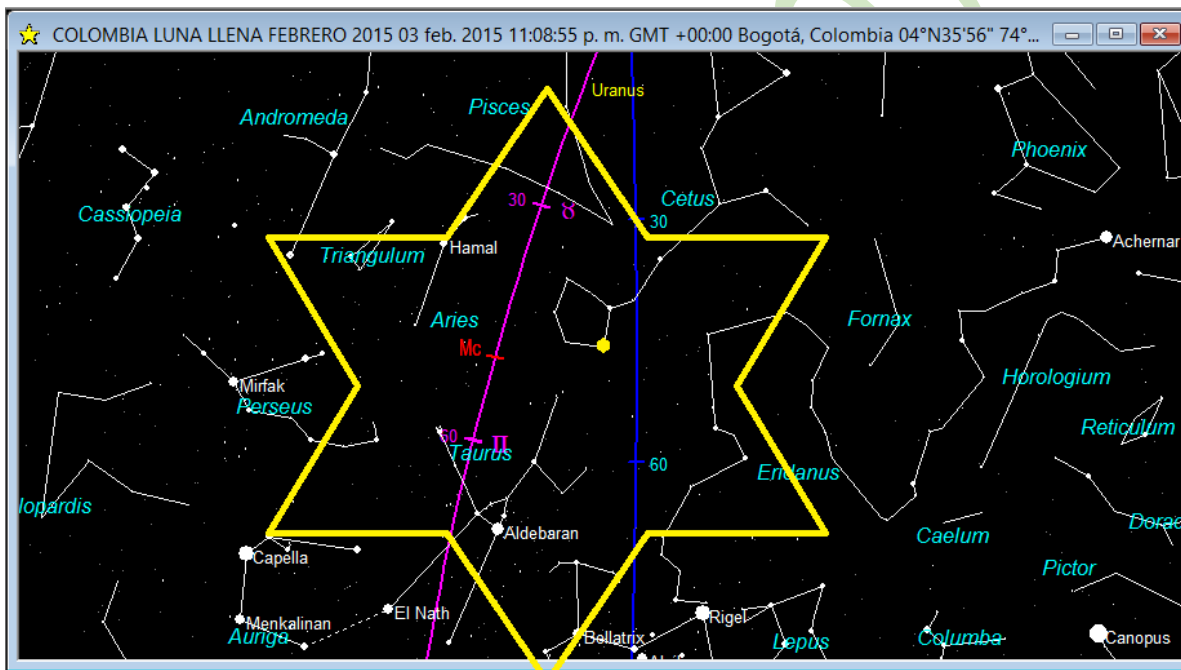 COLOMBIA LUNA LLENA FEBRERO 2015 03 feb. 2015 11:08:55 p. m. GMT +00:00 Bogotá, Colombia 04°N35'56" 74°...
Uranus
Pisces
Andromeda
Phoenix
Cetus
Cassiopeia
30 ♉
30
Hamal
Achernar
Triangulum
Aries
Fornax
Mc
Horologium
Mirfak
Perseus
Reticulum
60 ♊
Taurus
60
Eridanus
lopardis
Aldebaran
Dorad
Caelum
Capella
Pictor
El Nath
Menkalinan
Rigel
Auriga
Bellatrix
Lepus
Columba
Canopus